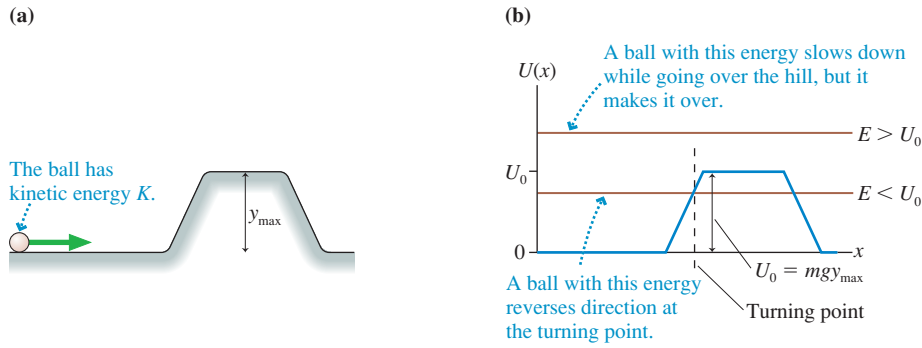 (a)
The ball has
kinetic energy K.
y_max
(b)
A ball with this energy slows down
while going over the hill, but it
makes it over.
U(x)
E > U₀
U₀
E < U₀
0
x
U₀ = mgy_max
A ball with this energy
reverses direction at
the turning point.
Turning point